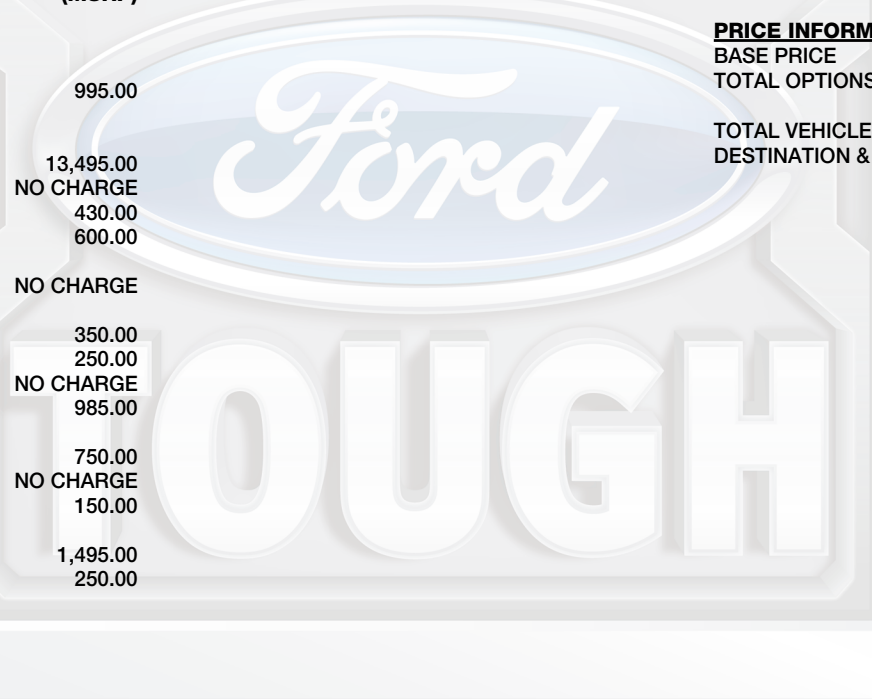 PRICE INFORM
BASE PRICE
TOTAL OPTIONS
TOTAL VEHICLE
DESTINATION &
995.00
13,495.00
NO CHARGE
430.00
600.00
NO CHARGE
350.00
250.00
NO CHARGE
985.00
750.00
NO CHARGE
150.00
1,495.00
250.00
Ford
TOUGH